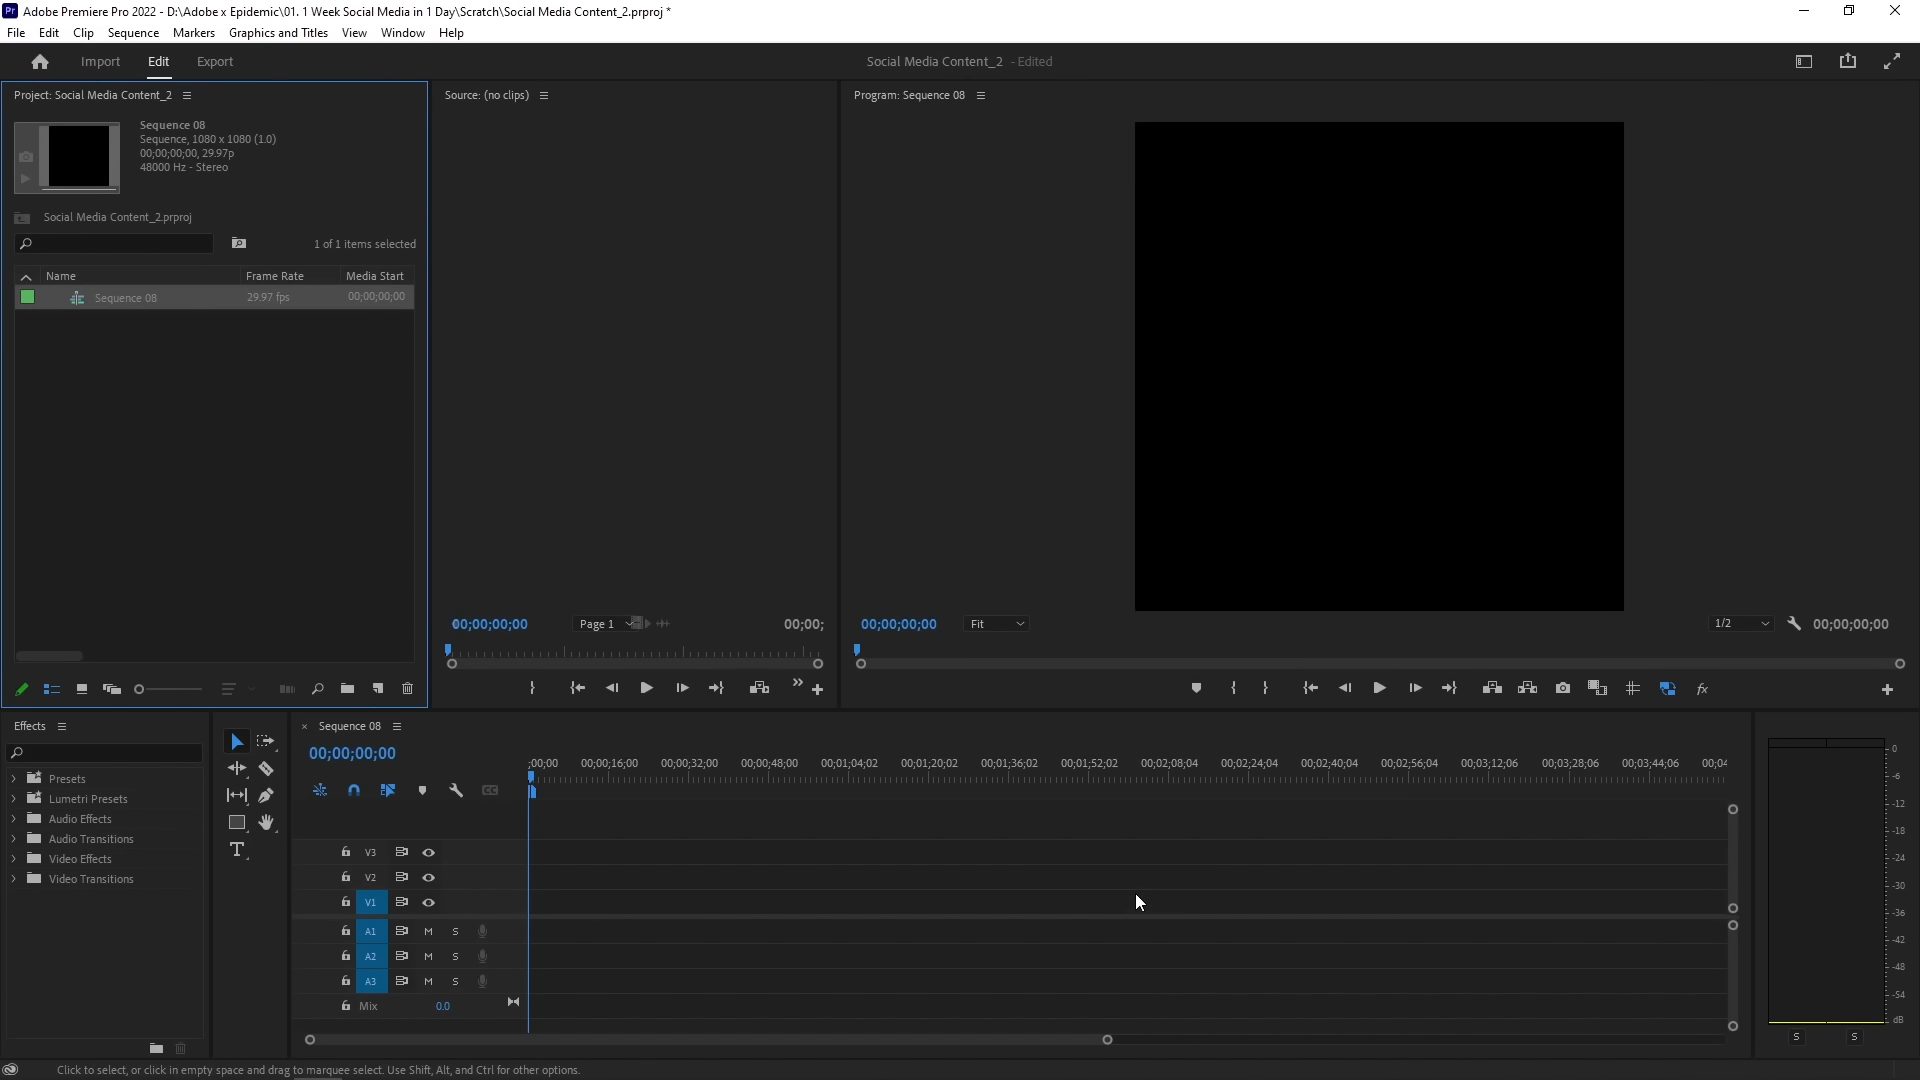 Pr Adobe Premiere Pro 2022 - D:\Adobe x Epidemic\01. 1 Week Social Media in 1 Day\Scratch\Social Media Content_2.prproj *
File Edit Clip Sequence Markers Graphics and Titles View Window Help
Import Edit Export Social Media Content_2 - Edited
Project: Social Media Content_2
Sequence 08
Sequence, 1080 x 1080 (1.0)
00;00;00;00, 29.97p
48000 Hz - Stereo
Social Media Content_2.prproj
1 of 1 items selected
Name Frame Rate Media Start
Sequence 08 29.97 fps 00;00;00;00
Source: (no clips)
00;00;00;00 Page 1 00;00;
Program: Sequence 08
00;00;00;00 Fit 1/2 00;00;00;00
fx
Effects
Presets
Lumetri Presets
Audio Effects
Audio Transitions
Video Effects
Video Transitions
T
× Sequence 08
00;00;00;00
CC
;00;00 00;00;16;00 00;00;32;00 00;00;48;00 00;01;04;02 00;01;20;02 00;01;36;02 00;01;52;02 00;02;08;04 00;02;24;04 00;02;40;04 00;02;56;04 00;03;12;06 00;03;28;06 00;03;44;06 00;04
V3
V2
V1
A1 M S
A2 M S
A3 M S
Mix 0.0
0
-6
-12
-18
-24
-30
-36
-42
-48
-54
dB
S S
Click to select, or click in empty space and drag to marquee select. Use Shift, Alt, and Ctrl for other options.